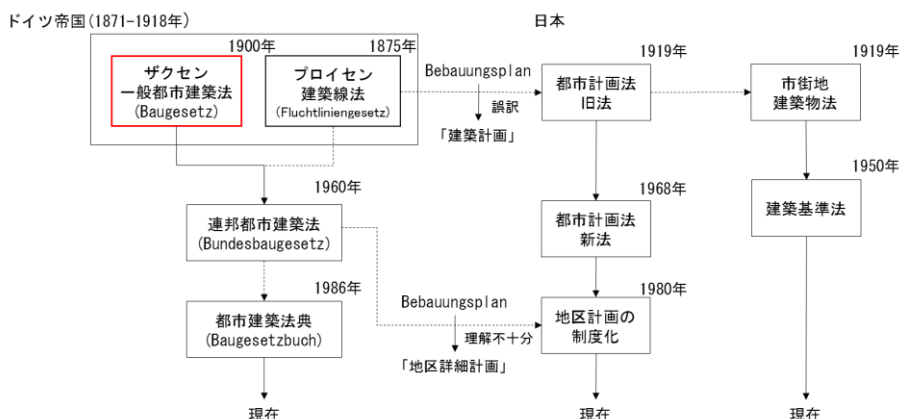 ドイツ帝国(1871-1918年)
日本
1900年
1875年
1919年
1919年
ザクセン
一般都市建築法
(Baugesetz)
プロイセン
建築線法
(Fluchtliniengesetz)
Bebauungsplan
誤訳
「建築計画」
都市計画法
旧法
市街地
建築物法
1960年
1968年
1950年
連邦都市建築法
(Bundesbaugesetz)
都市計画法
新法
建築基準法
1986年
1980年
都市建築法典
(Baugesetzbuch)
Bebauungsplan
理解不十分
「地区詳細計画」
地区計画の
制度化
現在
現在
現在